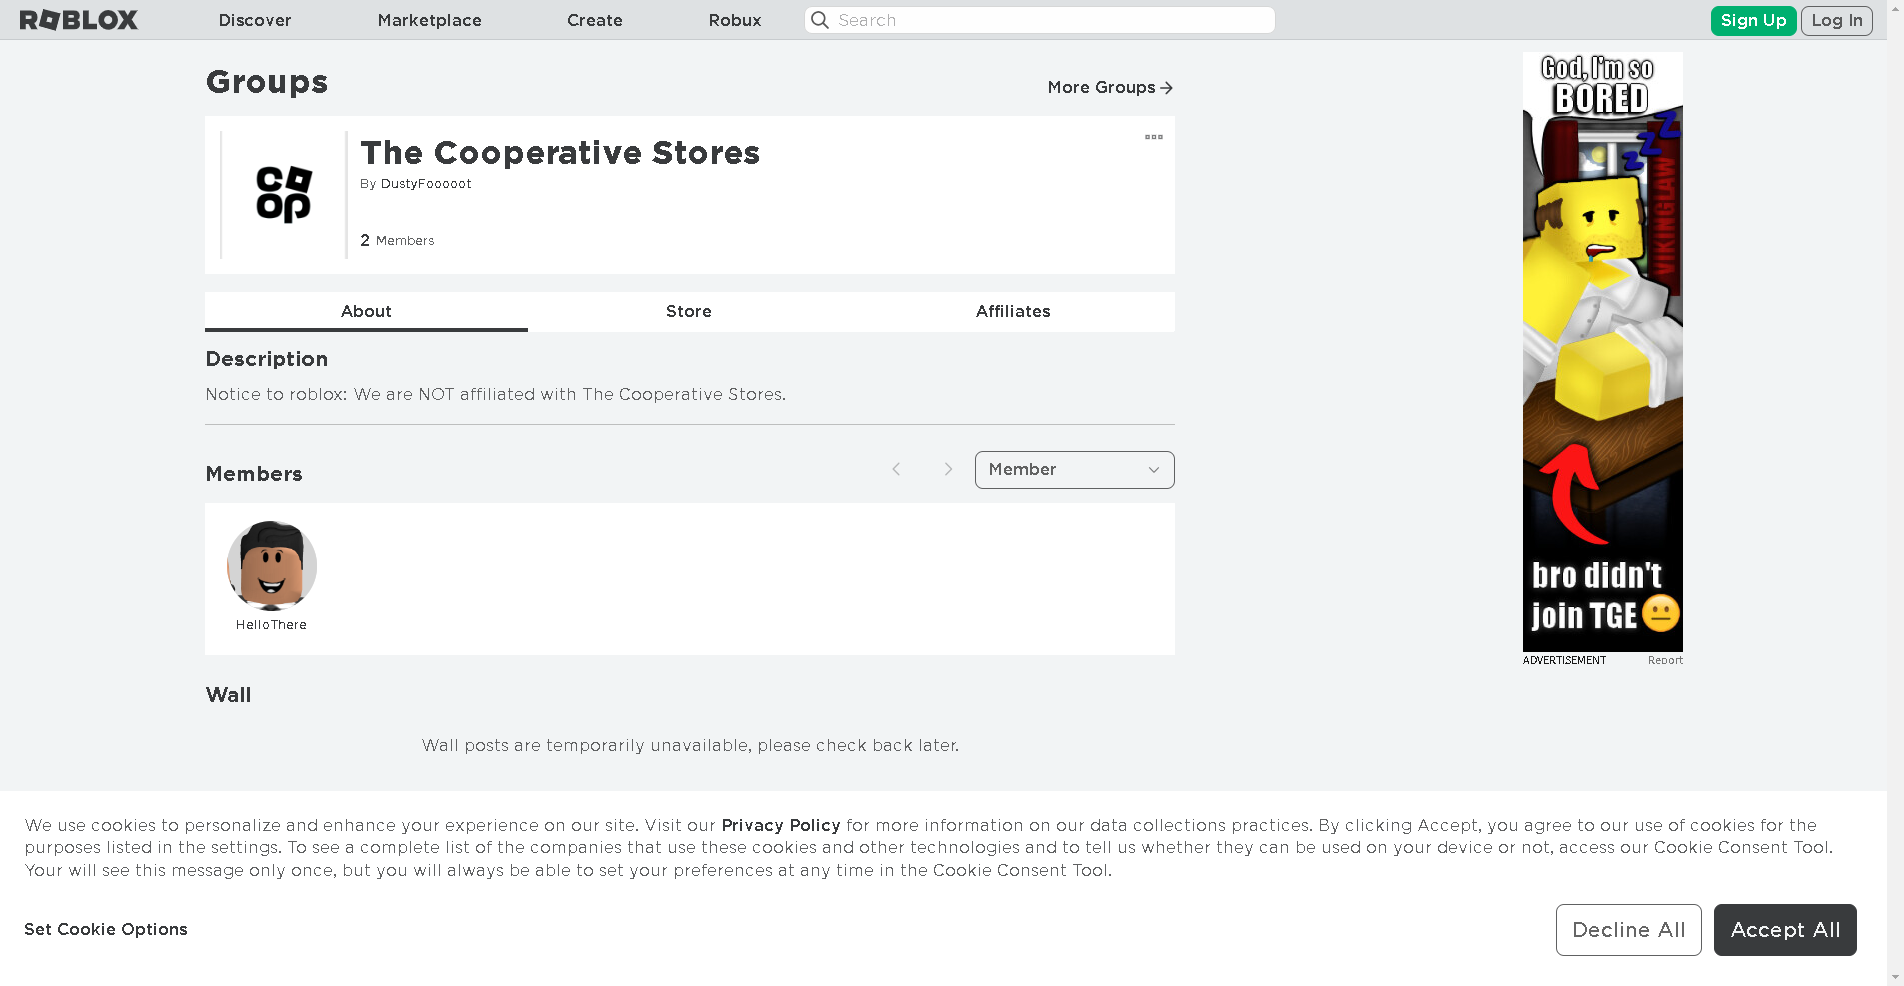 ROBLOX
Discover
Marketplace
Create
Robux
Search
Sign Up
Log In
Groups
More Groups
coop
The Cooperative Stores
By DustyFooooot
2 Members
About
Store
Affiliates
Description
Notice to roblox: We are NOT affiliated with The Cooperative Stores.
Members
Member
HelloThere
Wall
Wall posts are temporarily unavailable, please check back later.
God, I'm so
BORED
ZZZ
VIKINGLAW
bro didn't
join TGE
ADVERTISEMENT
Report
We use cookies to personalize and enhance your experience on our site. Visit our Privacy Policy for more information on our data collections practices. By clicking Accept, you agree to our use of cookies for the
purposes listed in the settings. To see a complete list of the companies that use these cookies and other technologies and to tell us whether they can be used on your device or not, access our Cookie Consent Tool.
Your will see this message only once, but you will always be able to set your preferences at any time in the Cookie Consent Tool.
Set Cookie Options
Decline All
Accept All